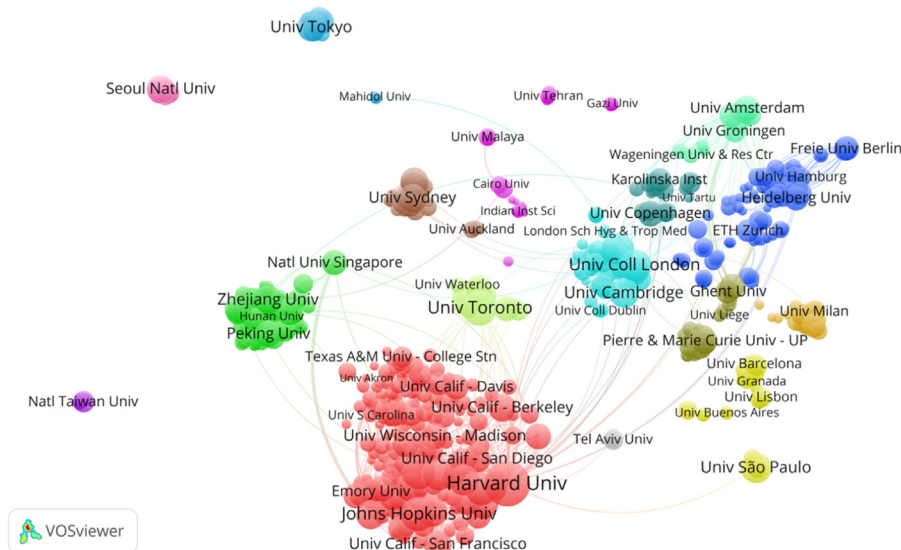 Univ Tokyo
Seoul Natl Univ
Mahidol Univ
Univ Tehran
Gazi Univ
Univ Amsterdam
Univ Groningen
Univ Malaya
Freie Univ Berlin
Wageningen Univ & Res Ctr
Karolinska Inst
Univ Hamburg
Cairo Univ
Univ Sydney
Univ Tartu
Heidelberg Univ
Indian Inst Sci
Univ Copenhagen
Univ Auckland
London Sch Hyg & Trop Med
ETH Zurich
Natl Univ Singapore
Univ Coll London
Univ Waterloo
Univ Cambridge
Ghent Univ
Zhejiang Univ
Univ Toronto
Univ Coll Dublin
Univ Liege
Univ Milan
Hunan Univ
Peking Univ
Pierre & Marie Curie Univ - UP
Texas A&M Univ - College Stn
Univ Barcelona
Univ Akron
Univ Calif - Davis
Univ Granada
Natl Taiwan Univ
Univ Lisbon
Univ S Carolina
Univ Calif - Berkeley
Univ Buenos Aires
Univ Wisconsin - Madison
Tel Aviv Univ
Univ Calif - San Diego
Univ São Paulo
Harvard Univ
Emory Univ
Johns Hopkins Univ
Univ Calif - San Francisco
VOSviewer